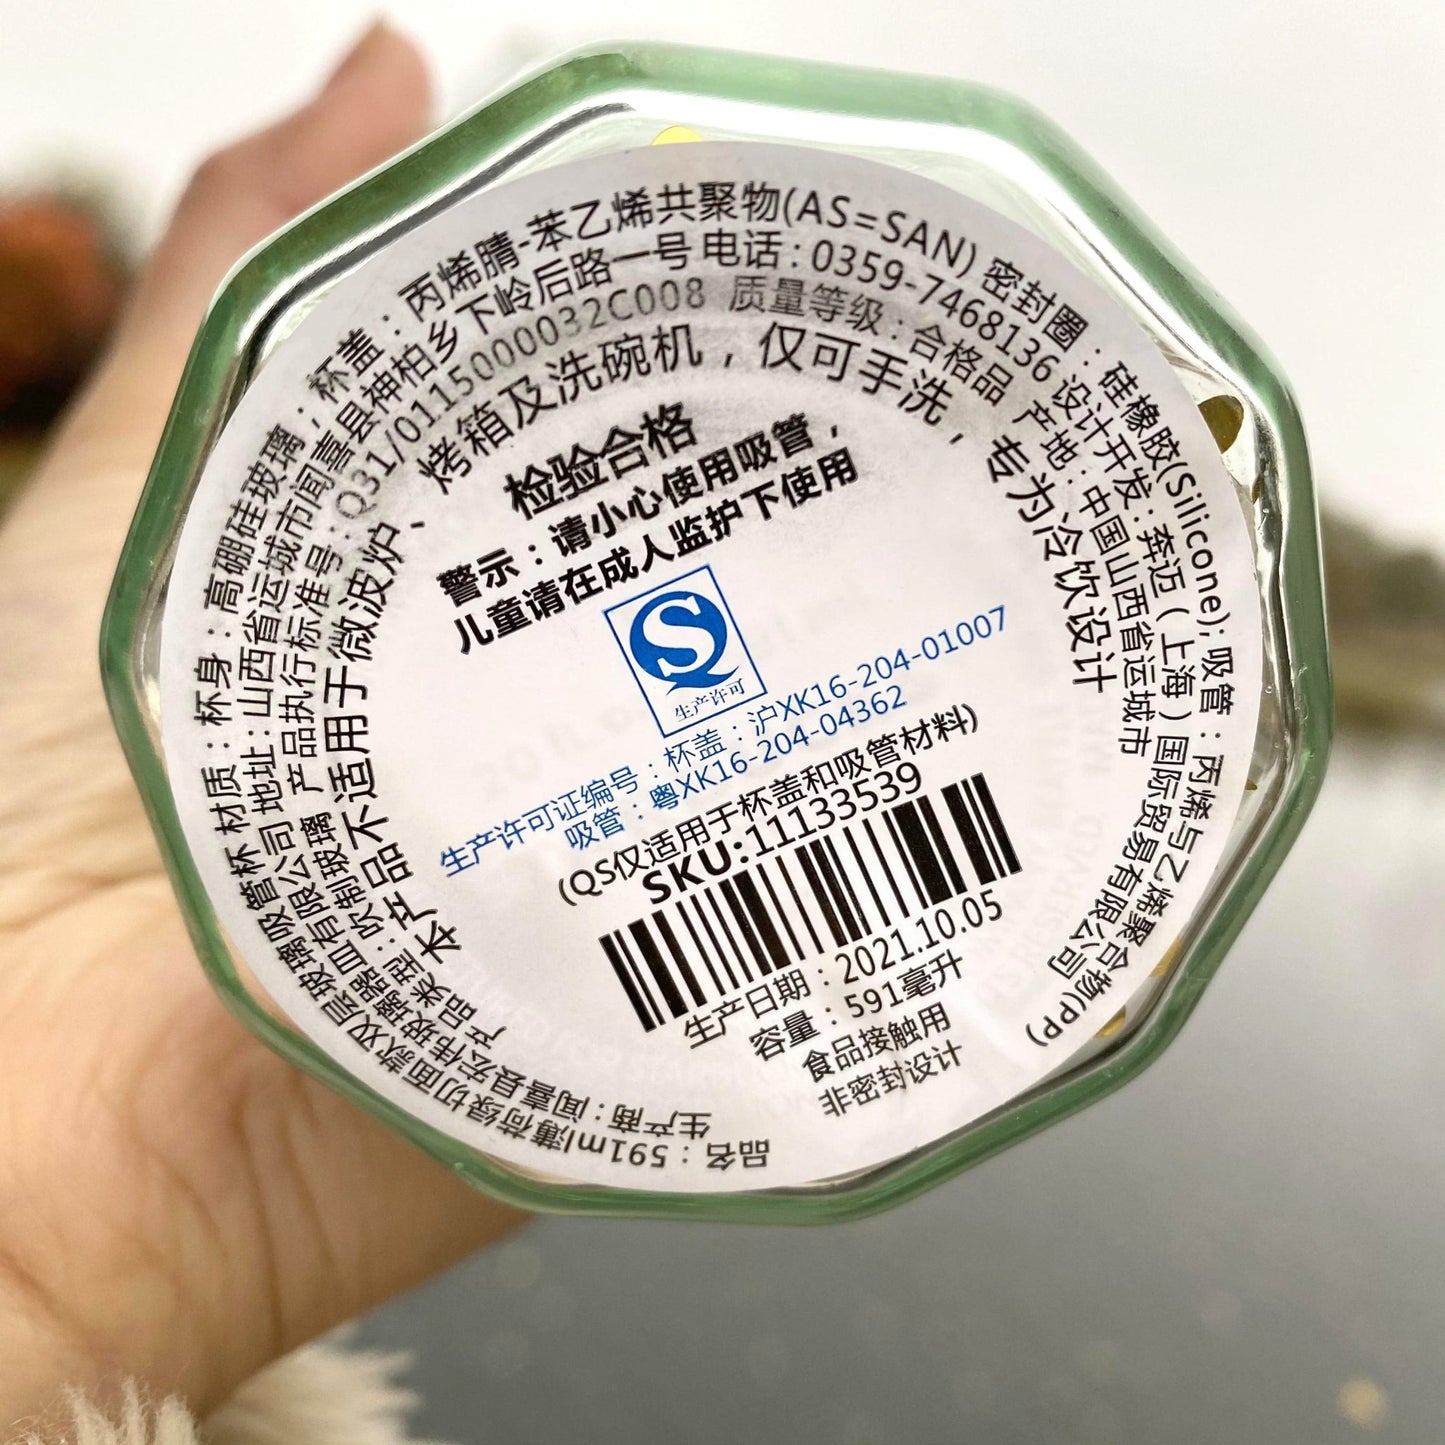 品名：591ml薄荷绿切面款双层玻璃吸管杯 材质：杯身：高硼硅玻璃；杯盖：丙烯腈-苯乙烯共聚物(AS=SAN) 密封圈：硅橡胶(Silicone); 吸管：丙烯与乙烯聚合物(PP)
生产商：闻喜县宏伟玻璃器皿有限公司 地址：山西省运城市闻喜县神柏乡下岭后路一号 电话：0359-7468136 设计开发：奔迈（上海）国际贸易有限公司
产品类型：吹制玻璃 产品执行标准号：Q31/0115000032C008 质量等级：合格品 产地：中国山西省运城市
本产品不适用于微波炉、烤箱及洗碗机，仅可手洗，专为冷饮设计
检验合格
警示：请小心使用吸管，
儿童请在成人监护下使用
QS
生产许可
生产许可证编号：杯盖：沪XK16-204-01007
吸管：粤XK16-204-04362
(QS仅适用于杯盖和吸管材料)
SKU:11133539
生产日期：2021.10.05
容量：591毫升
食品接触用
非密封设计